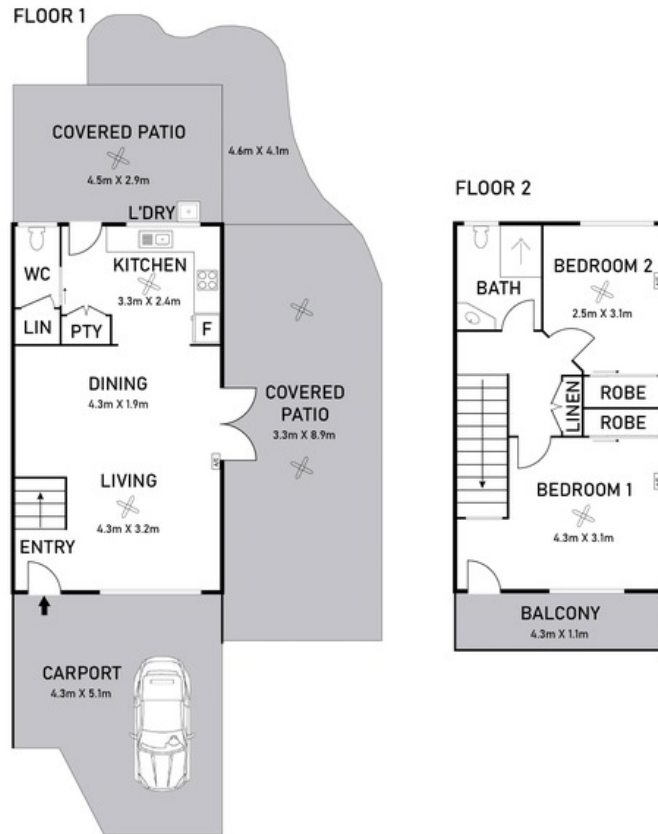 FLOOR 1
COVERED PATIO
4.5m X 2.9m
4.6m X 4.1m
L'DRY
WC
KITCHEN
3.3m X 2.4m
LIN
PTY
F
DINING
4.3m X 1.9m
COVERED
PATIO
3.3m X 8.9m
LIVING
4.3m X 3.2m
ENTRY
CARPORT
4.3m X 5.1m
FLOOR 2
BATH
BEDROOM 2
2.5m X 3.1m
LINEN
ROBE
ROBE
BEDROOM 1
4.3m X 3.1m
BALCONY
4.3m X 1.1m